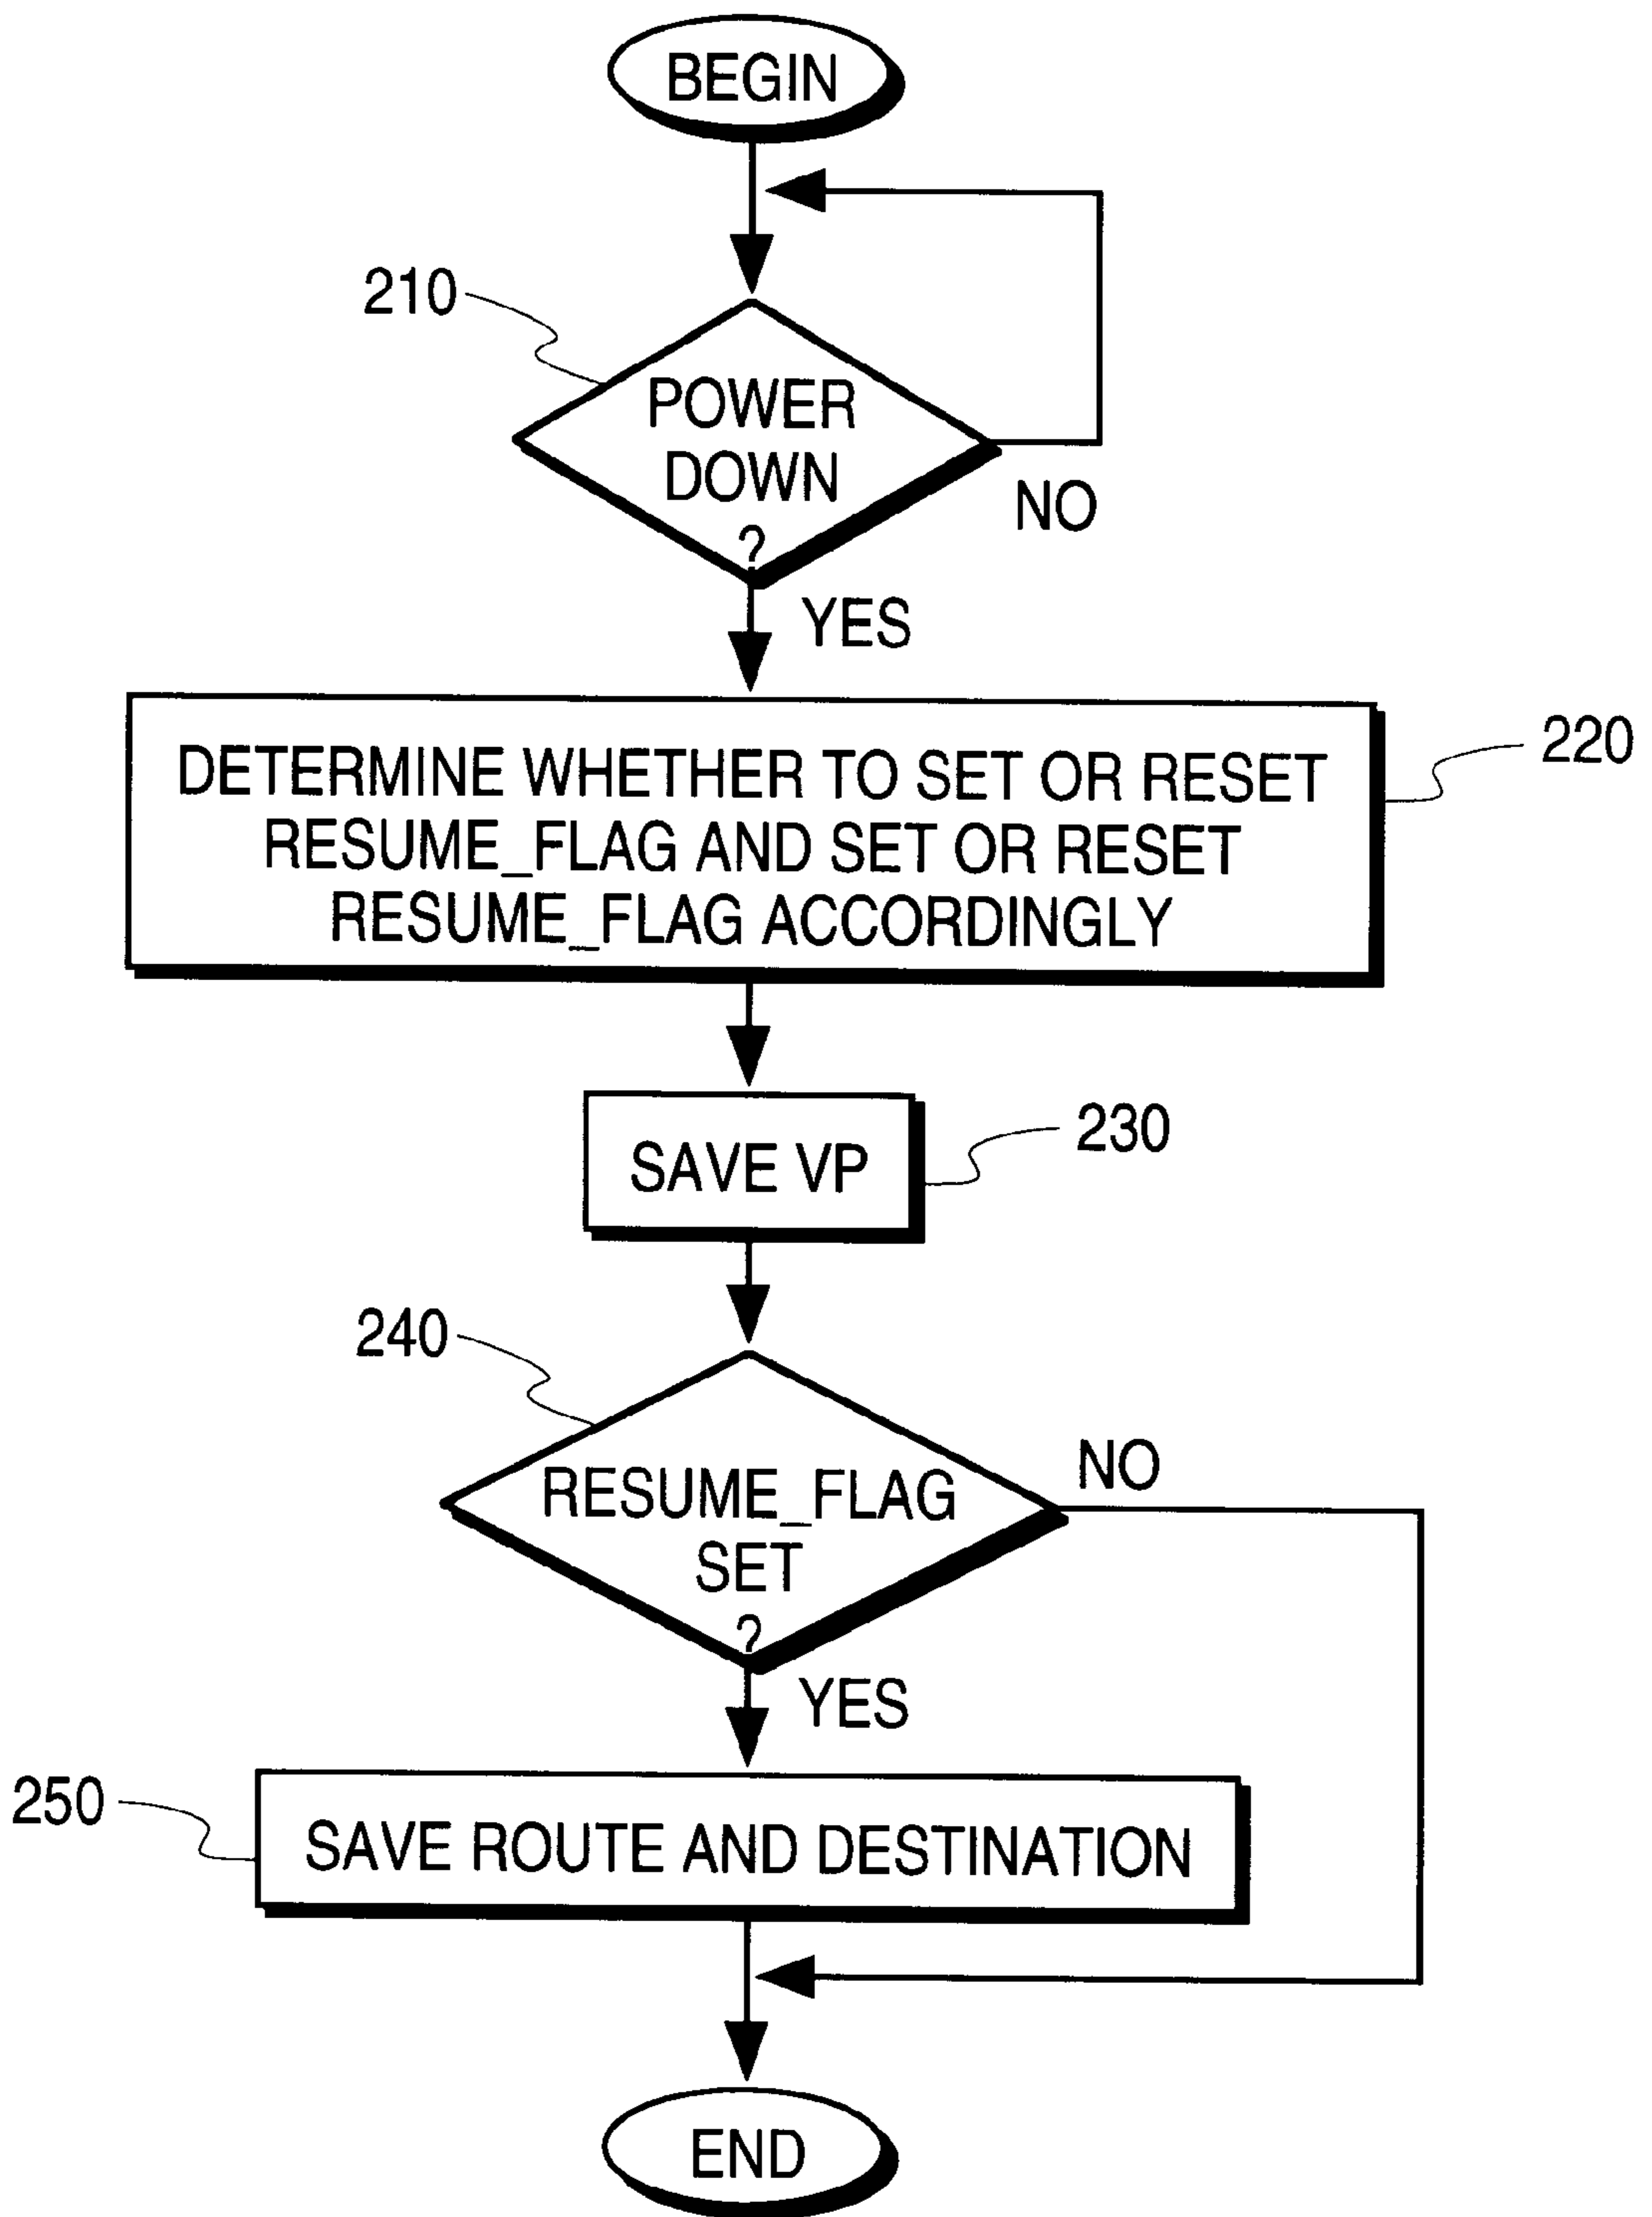 BEGIN
210
POWER
DOWN
?
NO
YES
220
DETERMINE WHETHER TO SET OR RESET
RESUME_FLAG AND SET OR RESET
RESUME_FLAG ACCORDINGLY
230
SAVE VP
240
NO
RESUME_FLAG
SET
?
YES
250
SAVE ROUTE AND DESTINATION
END